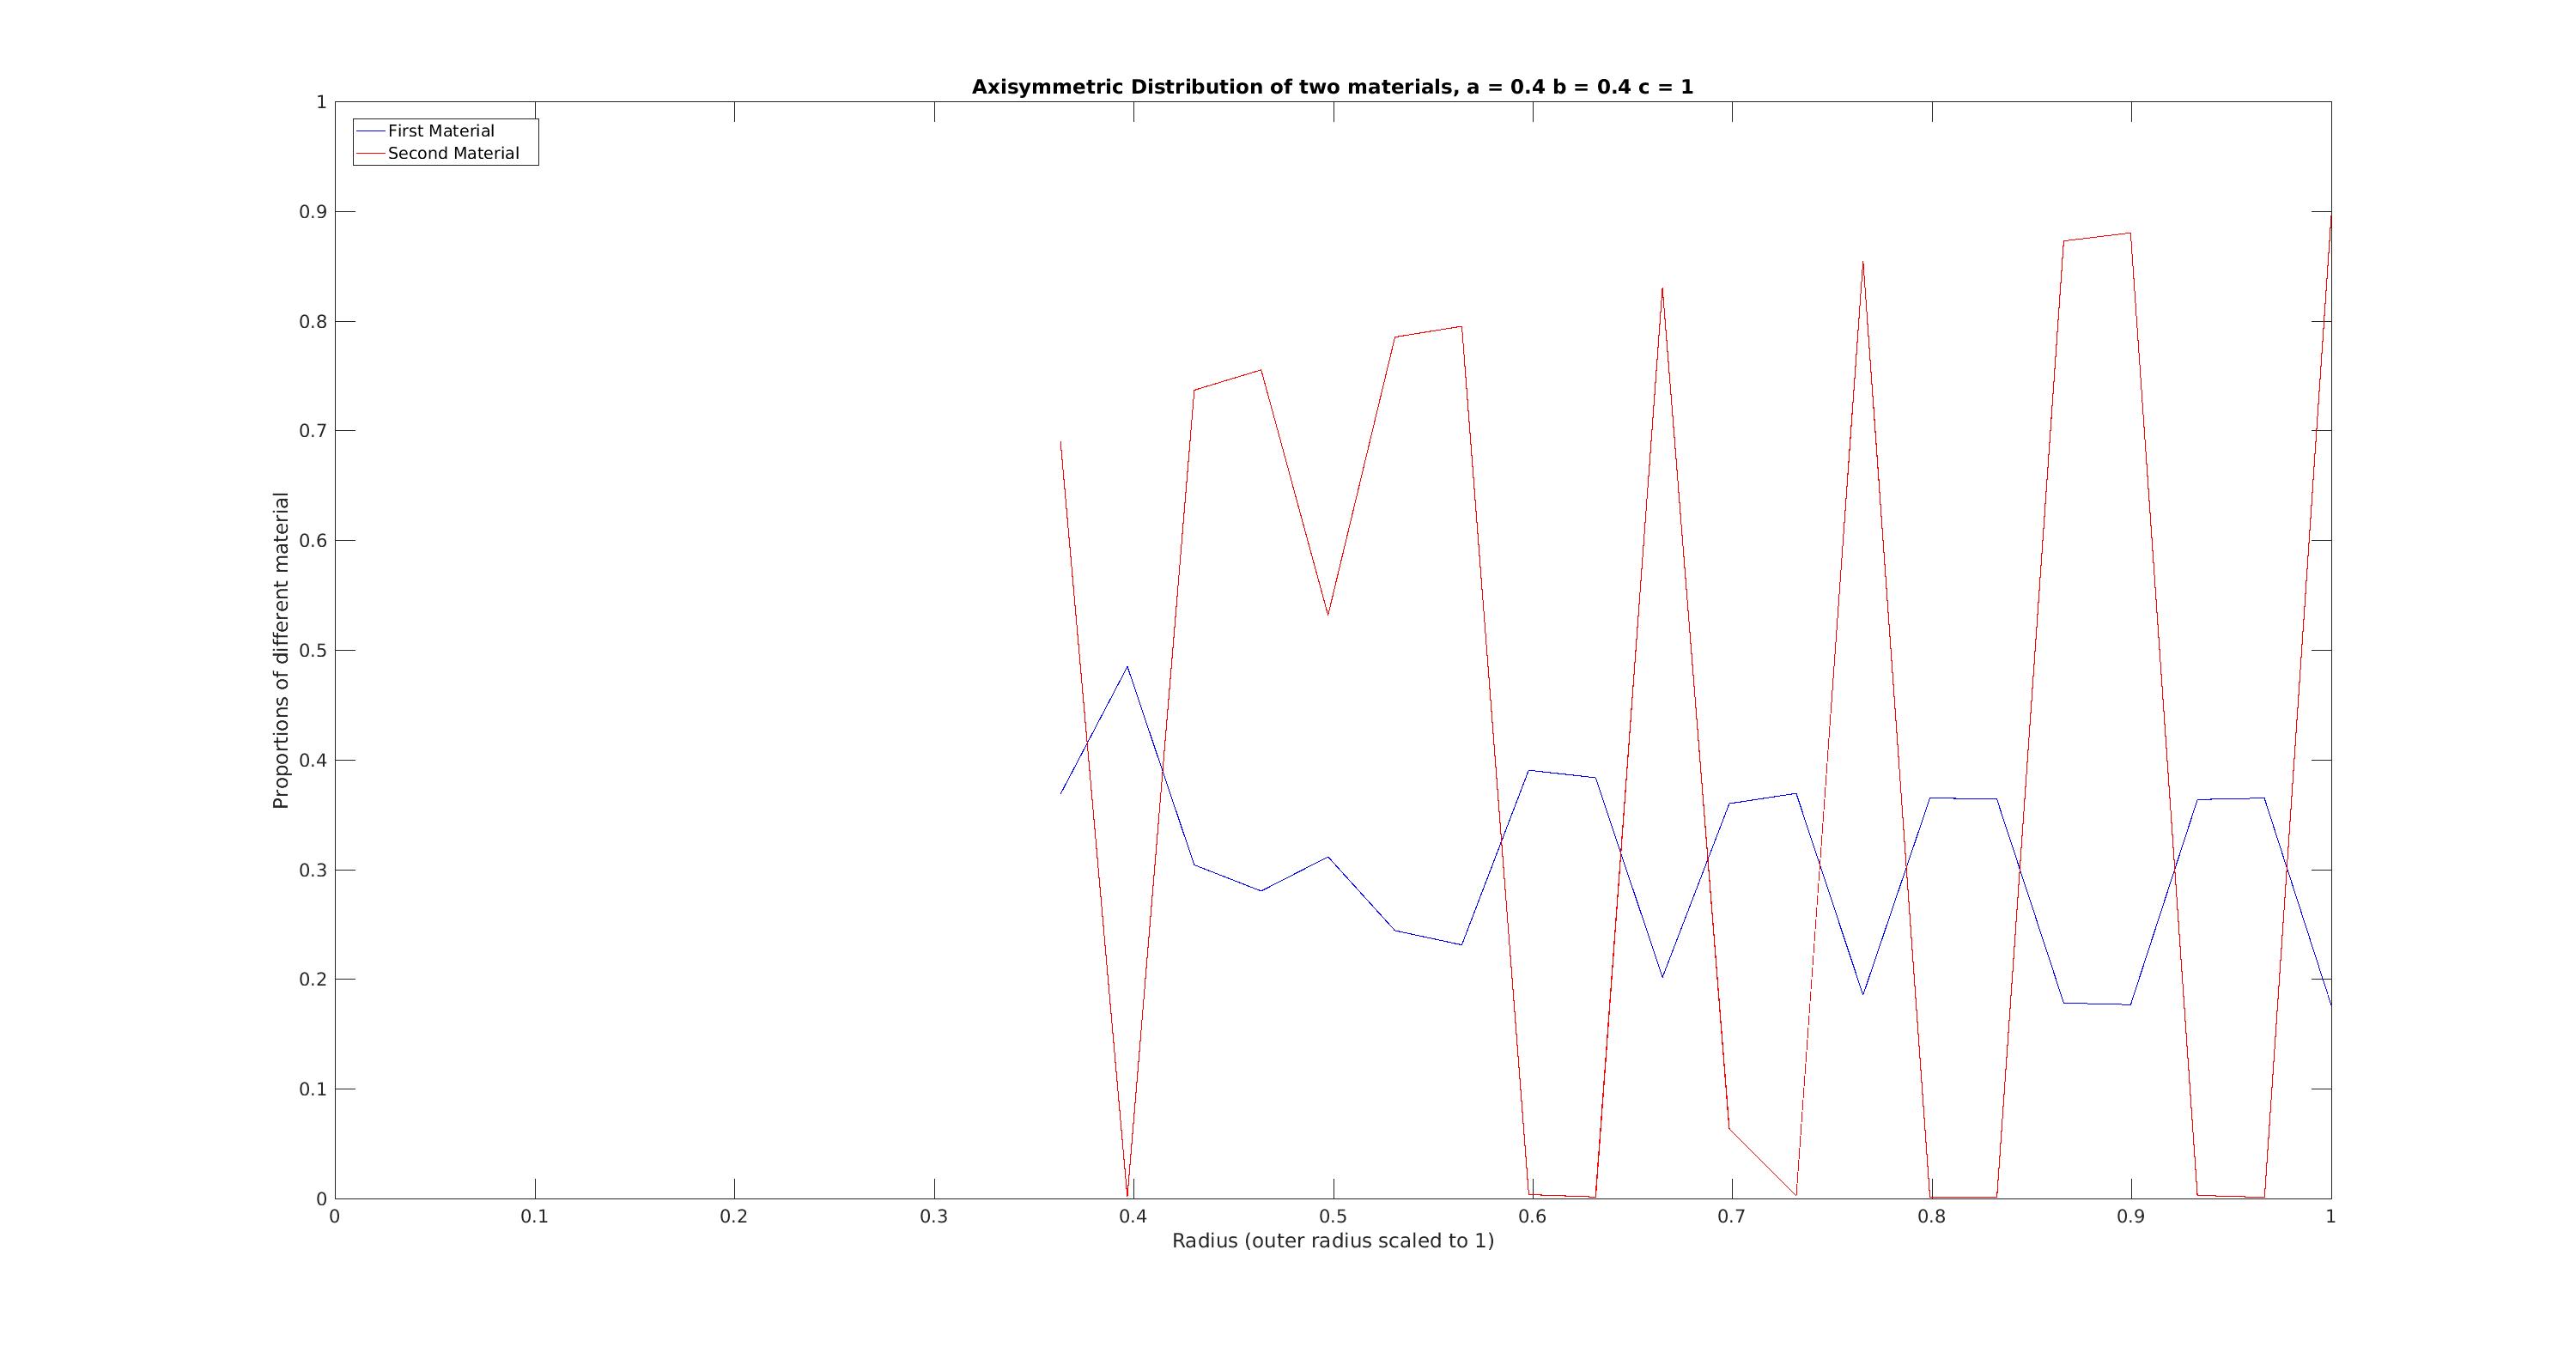 Axisymmetric Distribution of two materials, a = 0.4 b = 0.4 c = 1
First Material
Second Material
1
0.9
0.8
0.7
0.6
0.5
0.4
0.3
0.2
0.1
0
Proportions of different material
0 0.1 0.2 0.3 0.4 0.5 0.6 0.7 0.8 0.9 1
Radius (outer radius scaled to 1)